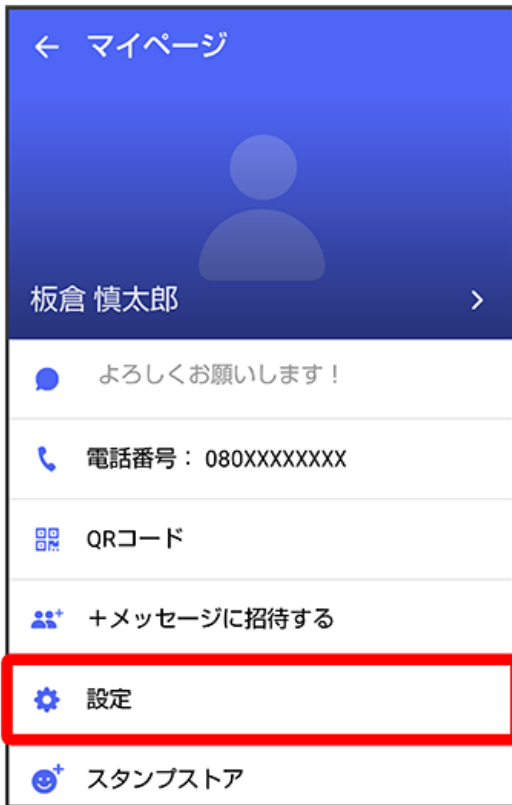 マイページ
板倉 慎太郎
よろしくお願いします！
電話番号： 080XXXXXXXX
QRコード
＋メッセージに招待する
設定
スタンプストア